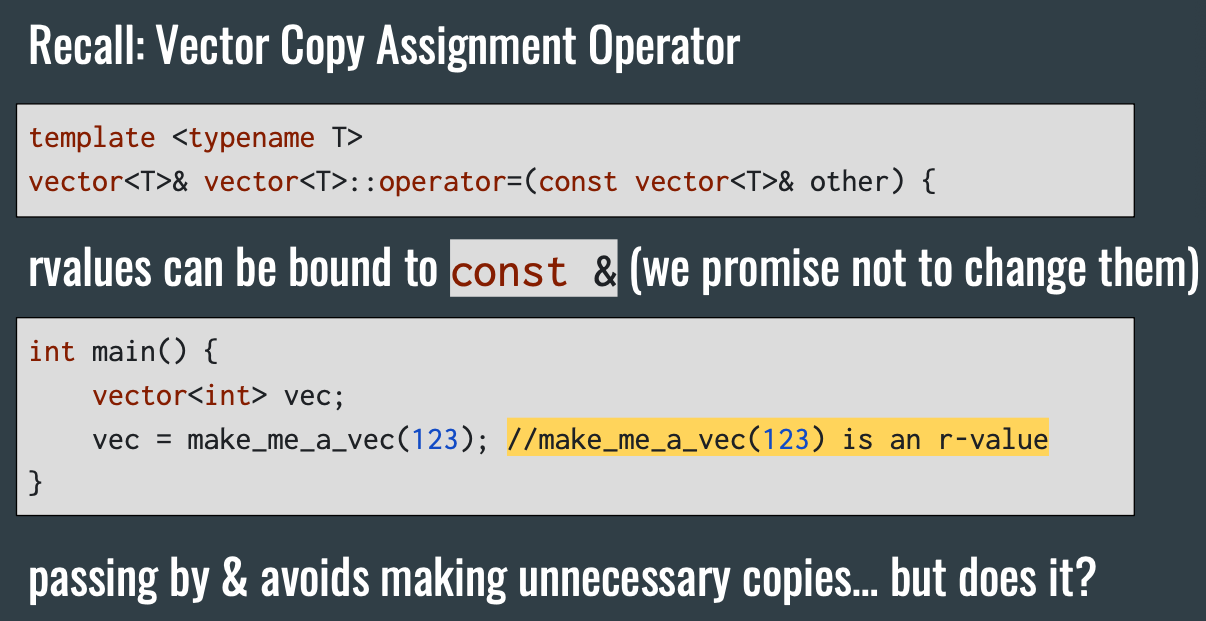 Recall: Vector Copy Assignment Operator
template <typename T>
vector<T>& vector<T>::operator=(const vector<T>& other) {
rvalues can be bound to const & (we promise not to change them)
int main() {
    vector<int> vec;
    vec = make_me_a_vec(123); //make_me_a_vec(123) is an r-value
}
passing by & avoids making unnecessary copies... but does it?